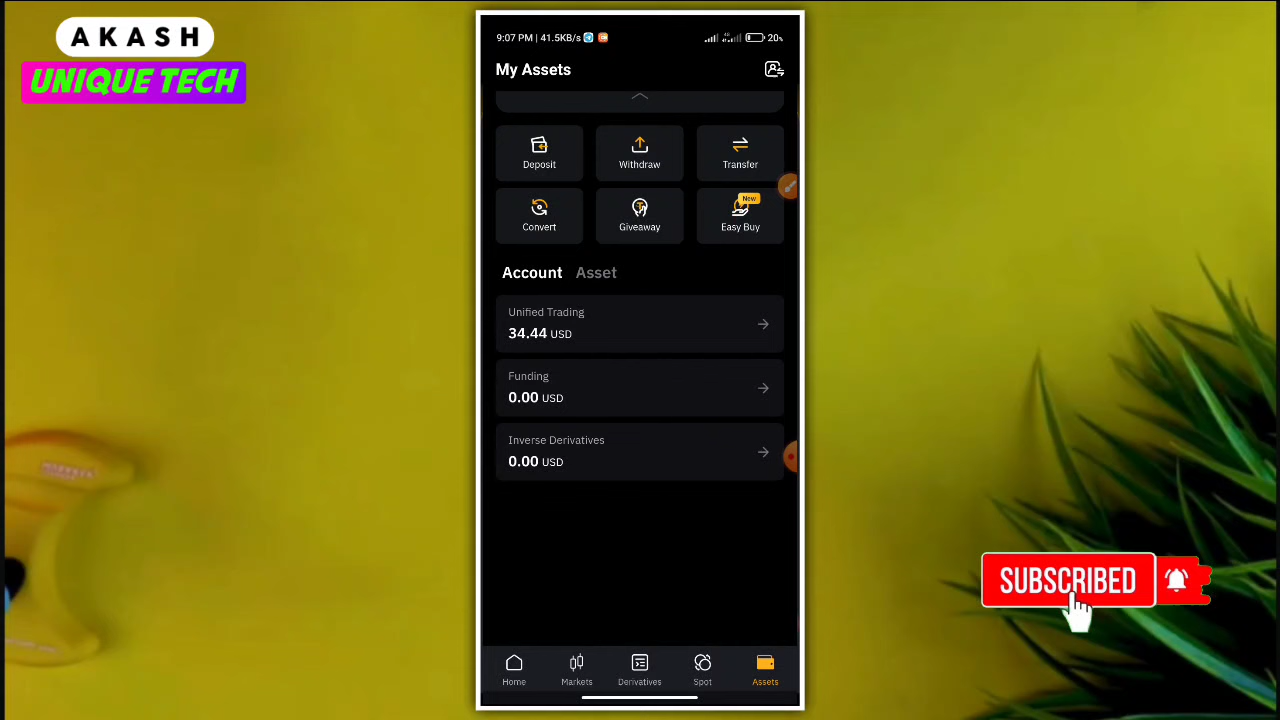 AKASH
UNIQUE TECH
9:07 PM | 41.5KB/s
20%
My Assets
Deposit
Withdraw
Transfer
New
Convert
Giveaway
Easy Buy
Account
Asset
Unified Trading
34.44 USD
Funding
0.00 USD
Inverse Derivatives
0.00 USD
SUBSCRIBED
Home
Markets
Derivatives
Spot
Assets